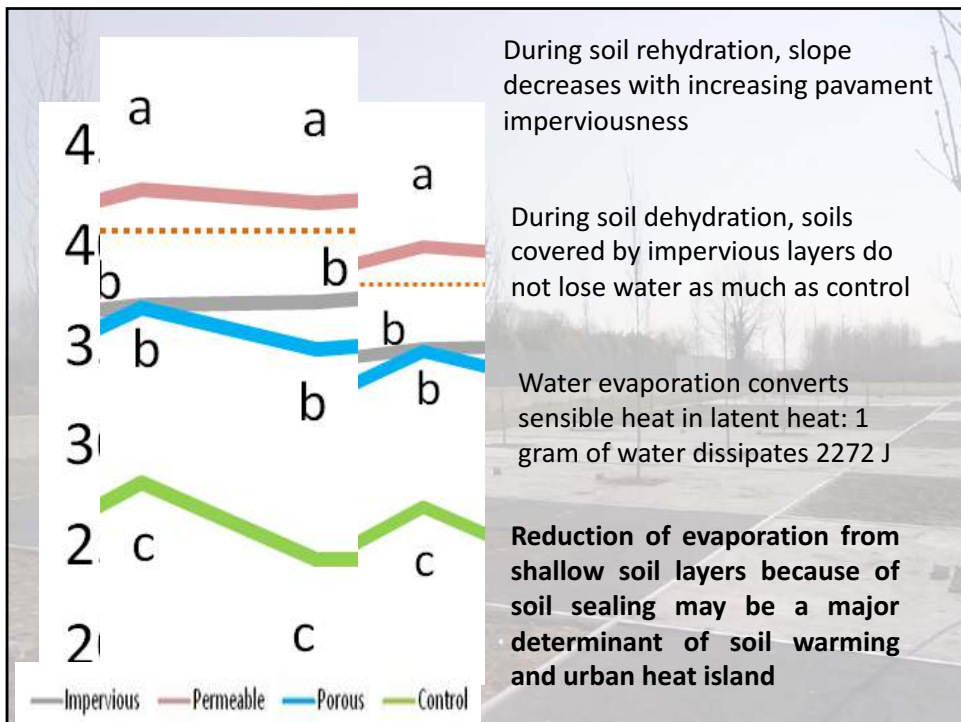 During soil rehydration, slope
decreases with increasing pavament
imperviousness
During soil dehydration, soils
covered by impervious layers do
not lose water as much as control
Water evaporation converts
sensible heat in latent heat: 1
gram of water dissipates 2272 J
Reduction of evaporation from
shallow soil layers because of
soil sealing may be a major
determinant of soil warming
and urban heat island
a
a
a
b
b
b
b
b
b
c
c
c
Impervious Permeable Porous Control